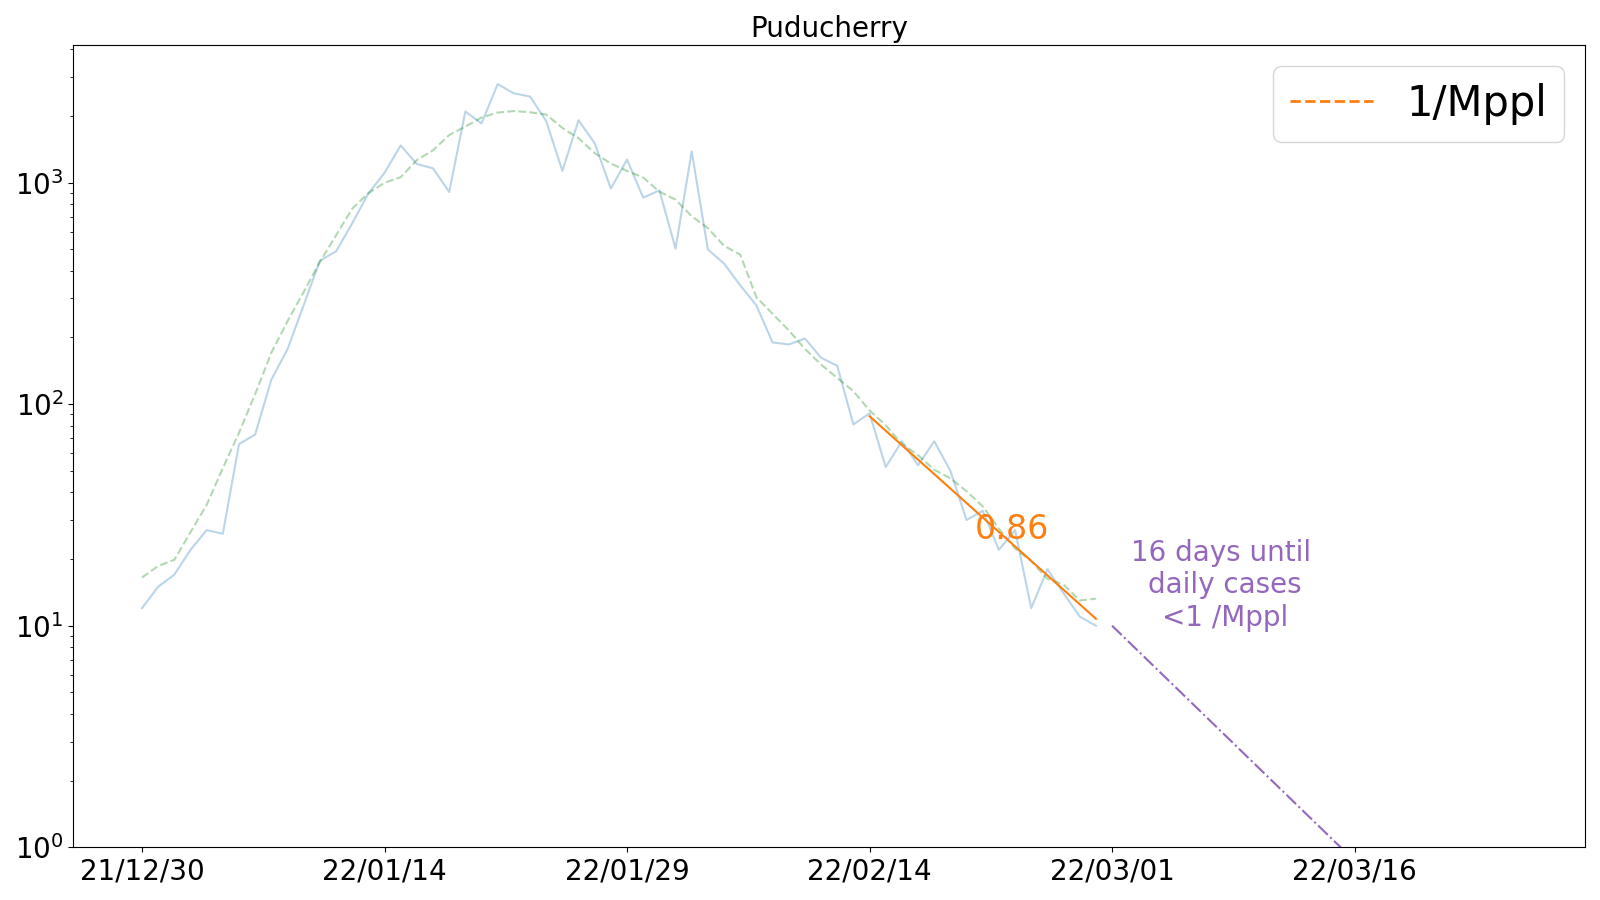 Puducherry
1/Mppl
10³
10²
10¹
10⁰
0.86
16 days until
daily cases
<1 /Mppl
21/12/30 22/01/14 22/01/29 22/02/14 22/03/01 22/03/16